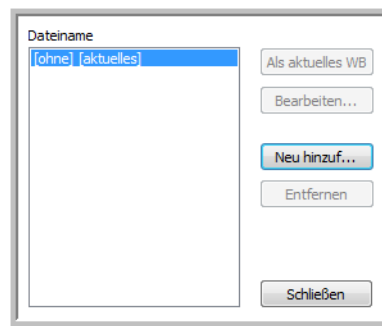 Dateiname
[ohne] [aktuelles]
Als aktuelles WB
Bearbeiten...
Neu hinzuf...
Entfernen
Schließen